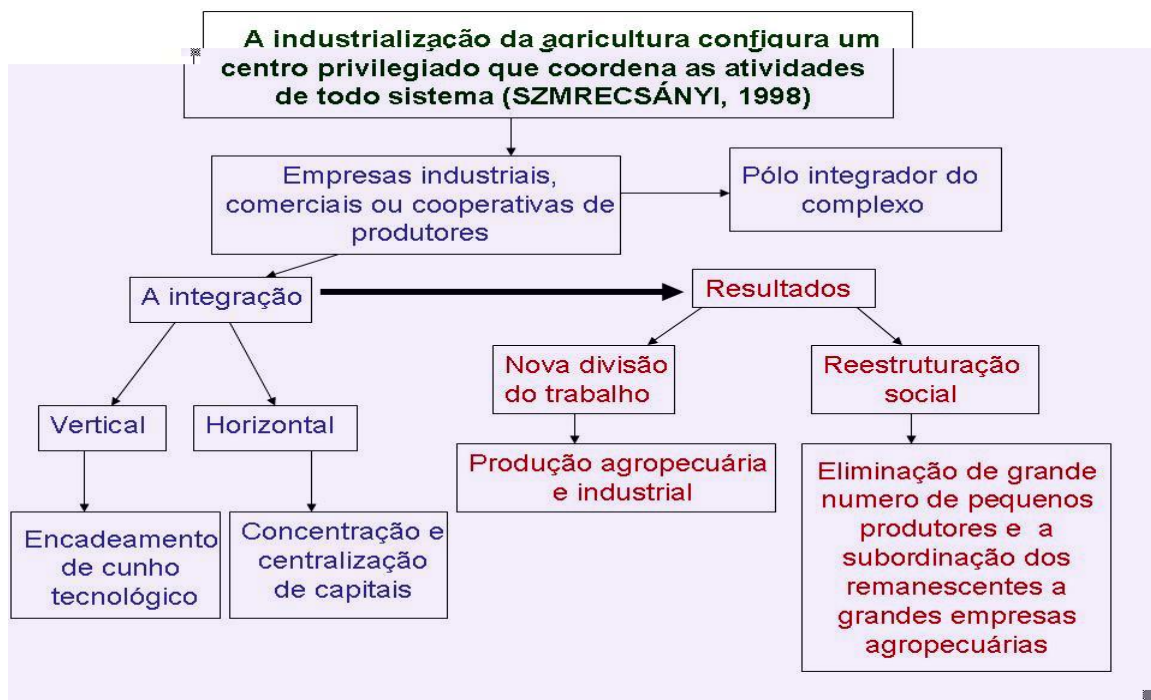 A industrialização da agricultura configura um
centro privilegiado que coordena as atividades
de todo sistema (SZMRECSÁNYI, 1998)
Empresas industriais,
comerciais ou cooperativas de
produtores
Pólo integrador do
complexo
A integração
Resultados
Nova divisão
do trabalho
Reestruturação
social
Vertical
Horizontal
Produção agropecuária
e industrial
Encadeamento
de cunho
tecnológico
Concentração e
centralização
de capitais
Eliminação de grande
numero de pequenos
produtores e a
subordinação dos
remanescentes a
grandes empresas
agropecuárias